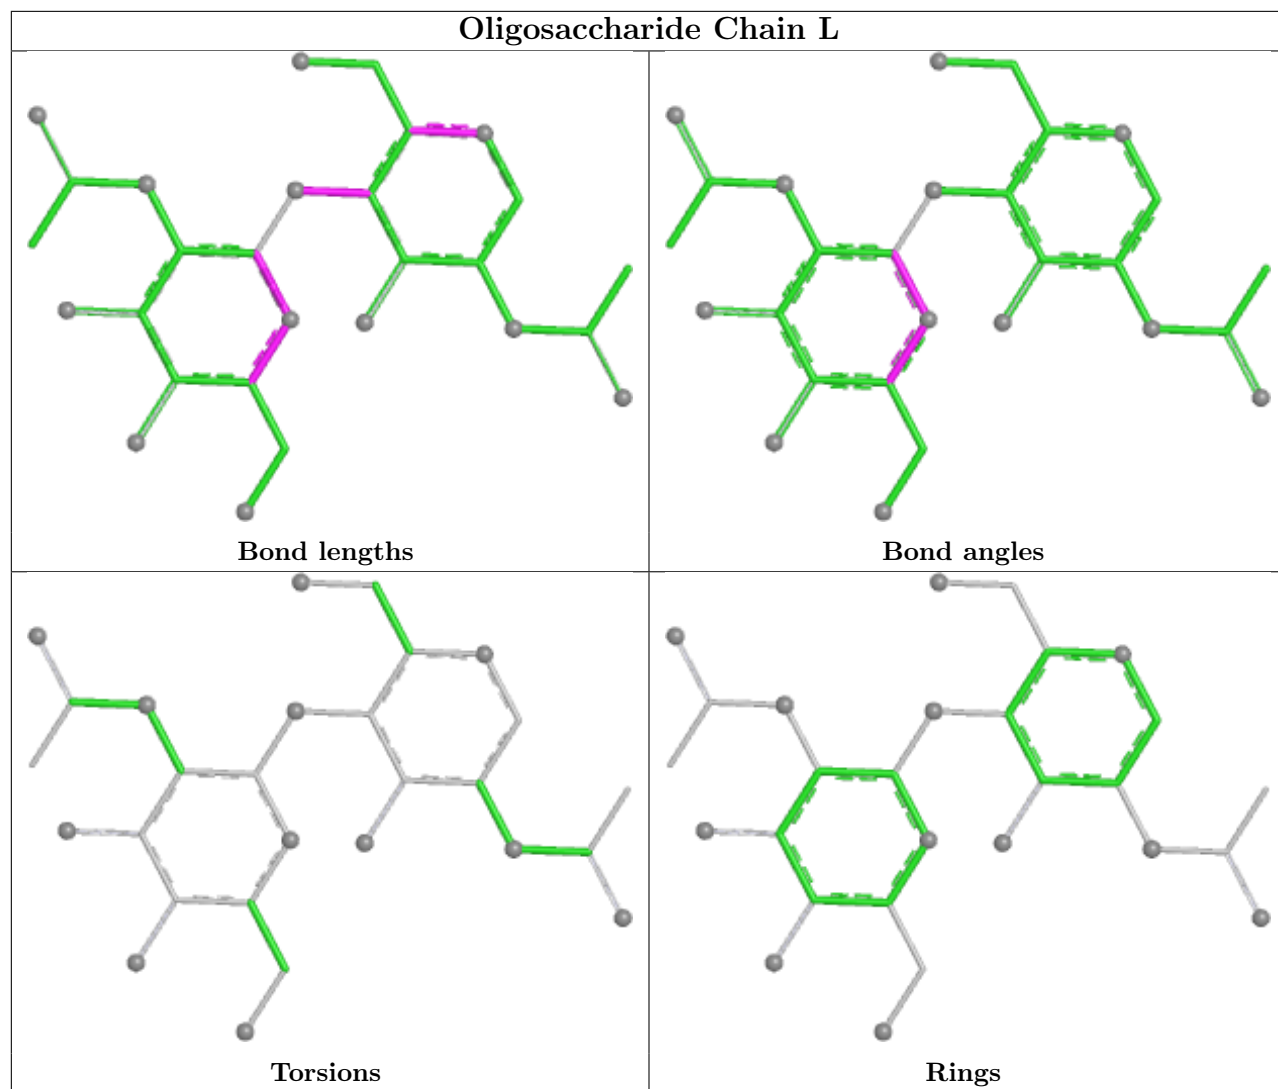 Oligosaccharide Chain L
Bond lengths
Bond angles
Torsions
Rings